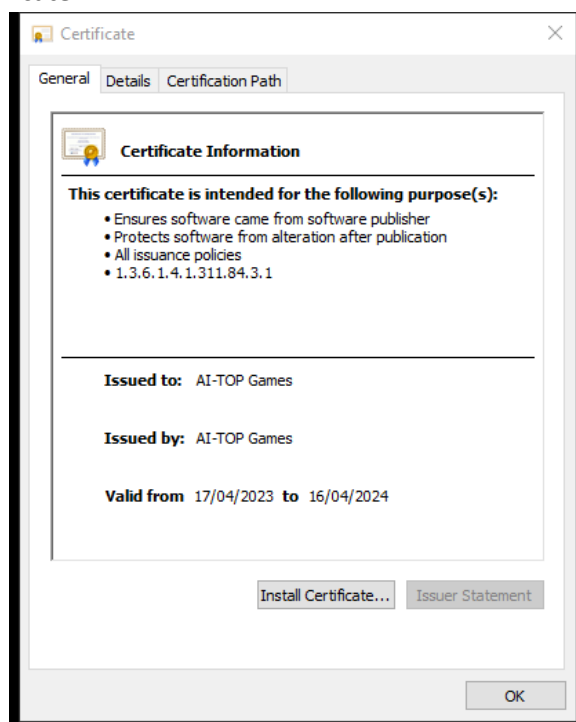 Certificate
General Details Certification Path
Certificate Information
This certificate is intended for the following purpose(s):
• Ensures software came from software publisher
• Protects software from alteration after publication
• All issuance policies
• 1.3.6.1.4.1.311.84.3.1
Issued to: AI-TOP Games
Issued by: AI-TOP Games
Valid from 17/04/2023 to 16/04/2024
Install Certificate... Issuer Statement
OK